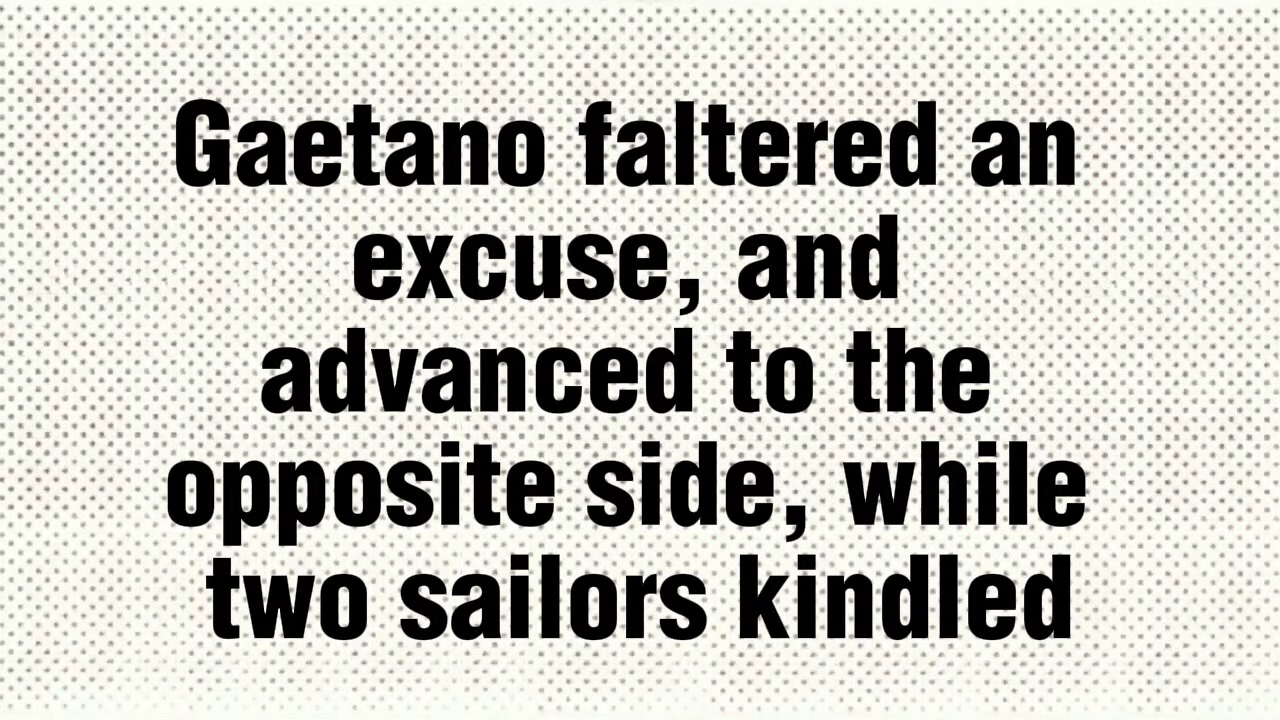 Gaetano faltered an
excuse, and
advanced to the
opposite side, while
two sailors kindled